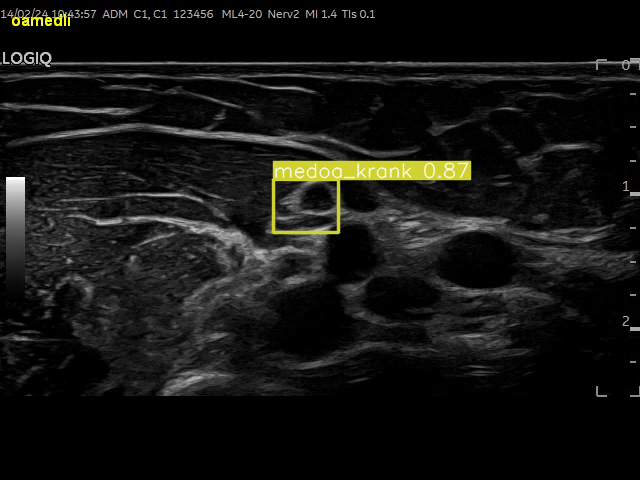 14/02/24 10:43:57 ADM C1, C1 123456 ML4-20 Nerv2 MI 1.4 TIs 0.1
oamedli
LOGIQ
0
medoa_krank 0.87
1
2